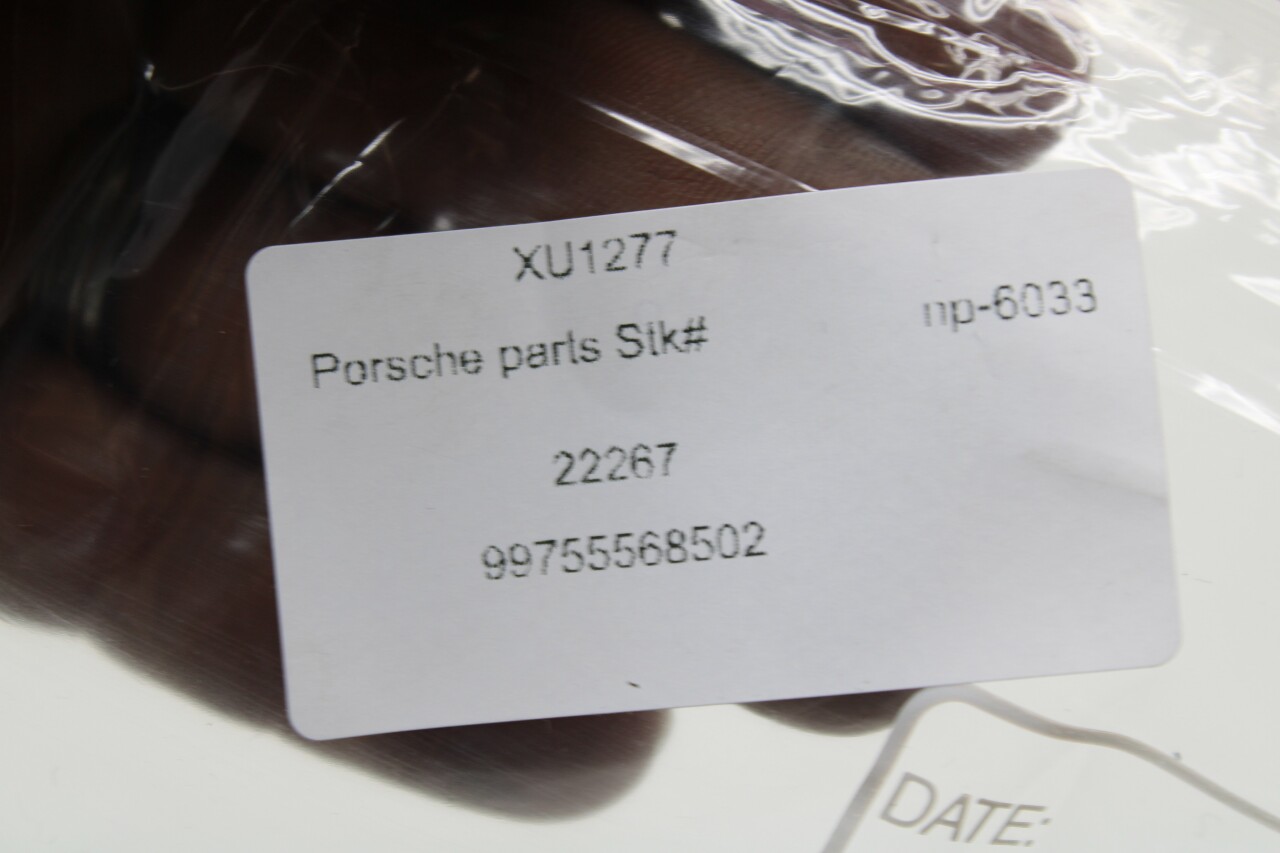 XU1277
Porsche parts Stk# np-6033
22267
99755568502
DATE: